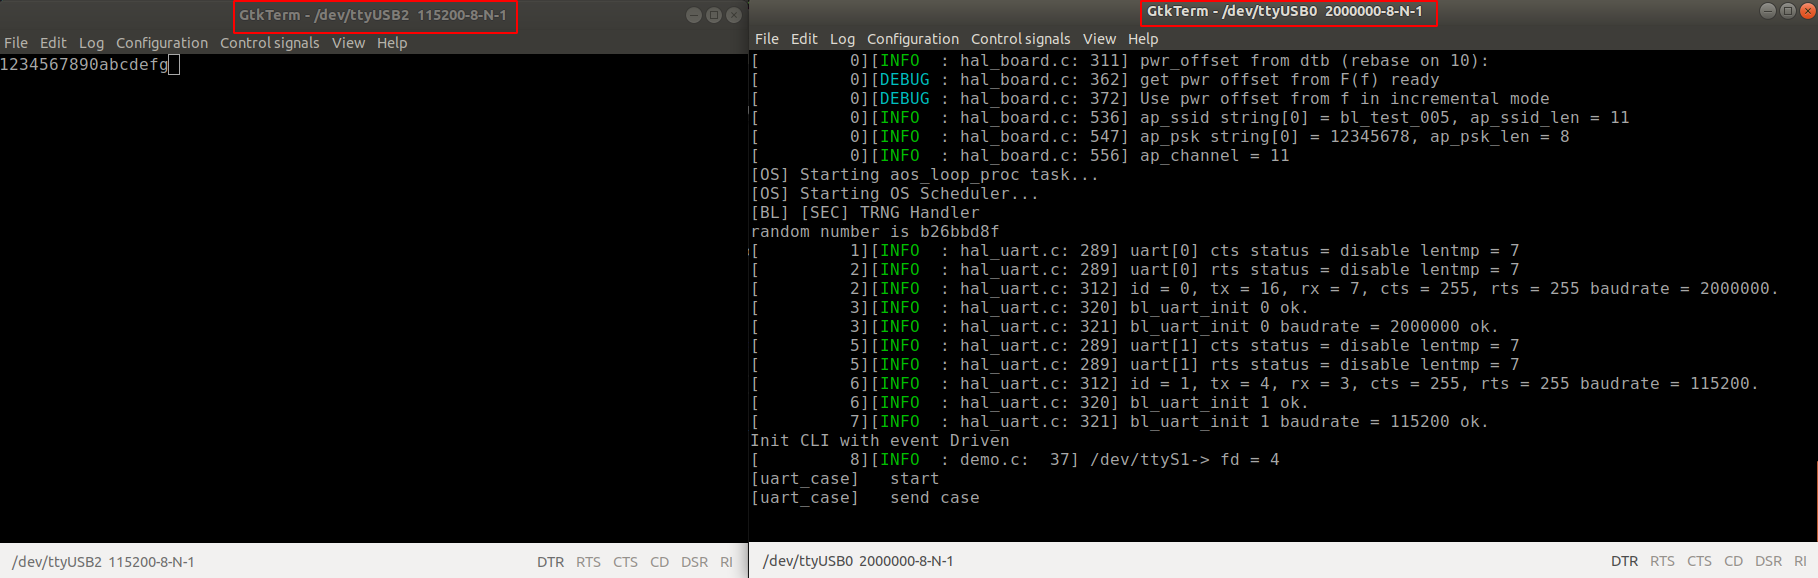 GtkTerm - /dev/ttyUSB2  115200-8-N-1
File  Edit  Log  Configuration  Control signals  View  Help
1234567890abcdefg
/dev/ttyUSB2  115200-8-N-1
DTR  RTS  CTS  CD  DSR  RI
GtkTerm - /dev/ttyUSB0  2000000-8-N-1
File  Edit  Log  Configuration  Control signals  View  Help
[         0][INFO  : hal_board.c: 311] pwr_offset from dtb (rebase on 10):
[         0][DEBUG : hal_board.c: 362] get pwr offset from F(f) ready
[         0][DEBUG : hal_board.c: 372] Use pwr offset from f in incremental mode
[         0][INFO  : hal_board.c: 536] ap_ssid string[0] = bl_test_005, ap_ssid_len = 11
[         0][INFO  : hal_board.c: 547] ap_psk string[0] = 12345678, ap_psk_len = 8
[         0][INFO  : hal_board.c: 556] ap_channel = 11
[OS] Starting aos_loop_proc task...
[OS] Starting OS Scheduler...
[BL] [SEC] TRNG Handler
random number is b26bbd8f
[         1][INFO  : hal_uart.c: 289] uart[0] cts status = disable lentmp = 7
[         2][INFO  : hal_uart.c: 289] uart[0] rts status = disable lentmp = 7
[         2][INFO  : hal_uart.c: 312] id = 0, tx = 16, rx = 7, cts = 255, rts = 255 baudrate = 2000000.
[         3][INFO  : hal_uart.c: 320] bl_uart_init 0 ok.
[         3][INFO  : hal_uart.c: 321] bl_uart_init 0 baudrate = 2000000 ok.
[         5][INFO  : hal_uart.c: 289] uart[1] cts status = disable lentmp = 7
[         5][INFO  : hal_uart.c: 289] uart[1] rts status = disable lentmp = 7
[         6][INFO  : hal_uart.c: 312] id = 1, tx = 4, rx = 3, cts = 255, rts = 255 baudrate = 115200.
[         6][INFO  : hal_uart.c: 320] bl_uart_init 1 ok.
[         7][INFO  : hal_uart.c: 321] bl_uart_init 1 baudrate = 115200 ok.
Init CLI with event Driven
[         8][INFO  : demo.c:  37] /dev/ttyS1-> fd = 4
[uart_case]   start
[uart_case]   send case
/dev/ttyUSB0  2000000-8-N-1
DTR  RTS  CTS  CD  DSR  RI